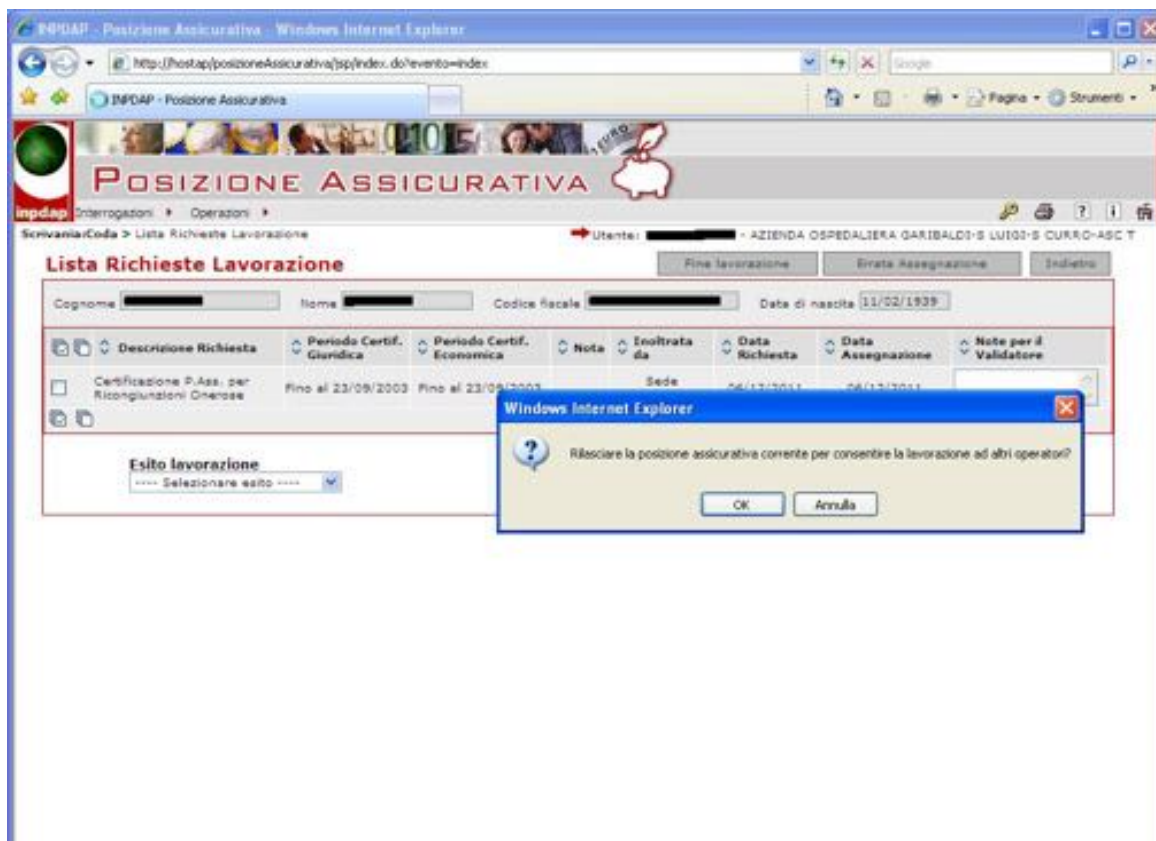 INPDAP - Posizione Assicurativa - Windows Internet Explorer
http://hostap/posizioneAssicurativa/jsp/index.do?evento=index
Google
INPDAP - Posizione Assicurativa
Pagina
Strumenti
POSIZIONE ASSICURATIVA
inpdap
Interrogazioni
Operazioni
Scrivania:Coda > Lista Richieste Lavorazione
Utente: - AZIENDA OSPEDALIERA GARIBALDI-S LUIGI-S CURRO-ASC T
Lista Richieste Lavorazione
Fine lavorazione
Errata Assegnazione
Indietro
Cognome
Nome
Codice fiscale
Data di nascita 11/02/1939
Descrizione Richiesta
Periodo Certif. Giuridica
Periodo Certif. Economica
Nota
Inoltrata da
Data Richiesta
Data Assegnazione
Note per il Validatore
Certificazione P.Ass. per
Ricongiunzioni Onerose
Fino al 23/09/2003
Fino al 23/09/2003
Sede
Windows Internet Explorer
Rilasciare la posizione assicurativa corrente per consentire la lavorazione ad altri operatori?
OK
Annulla
Esito lavorazione
---- Selezionare esito ----